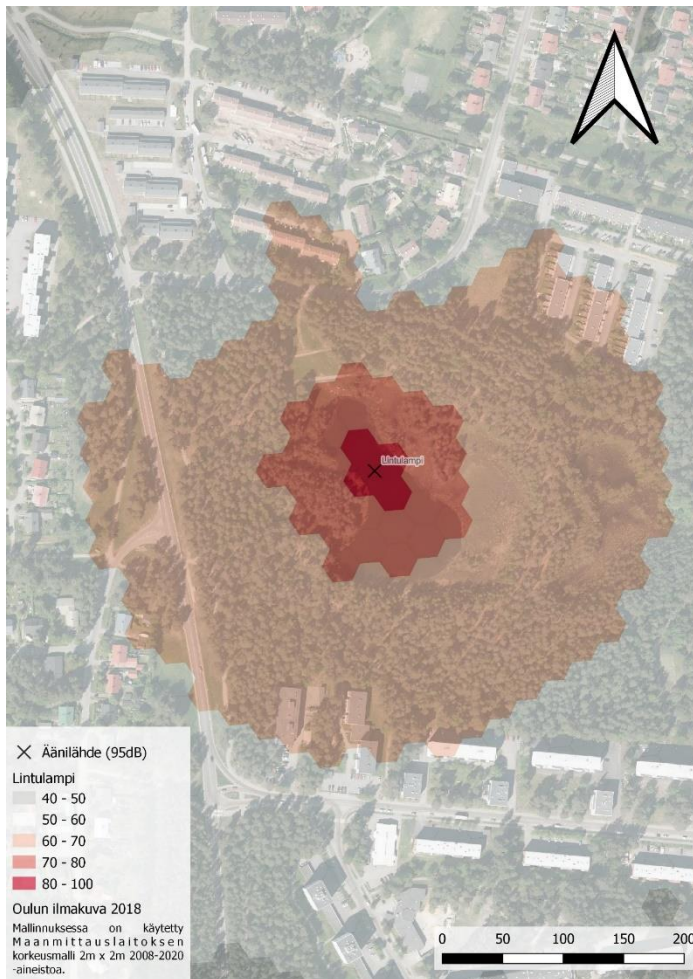 Lintulampi
× Äänilähde (95dB)
Lintulampi
40 - 50
50 - 60
60 - 70
70 - 80
80 - 100
Oulun ilmakuva 2018
Mallinnuksessa on käytetty
Maanmittauslaitoksen
korkeusmalli 2m x 2m 2008-2020
-aineistoa.
0 50 100 150 200